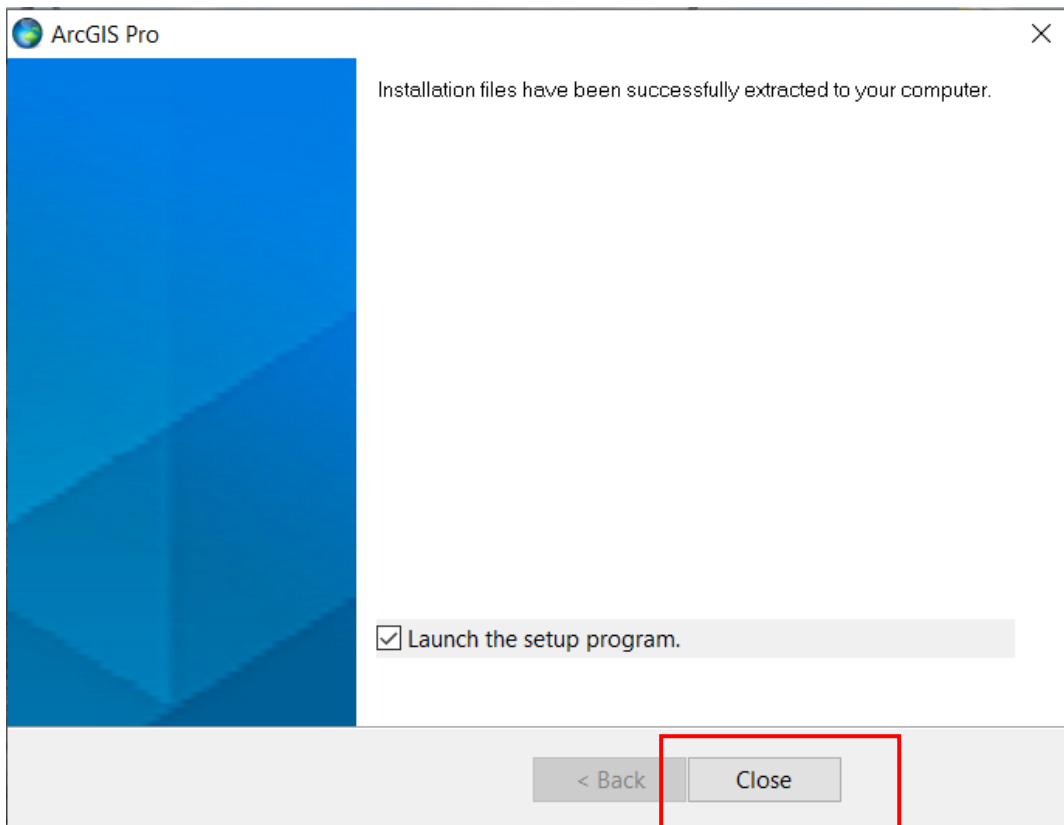 ArcGIS Pro
Installation files have been successfully extracted to your computer.
Launch the setup program.
< Back
Close